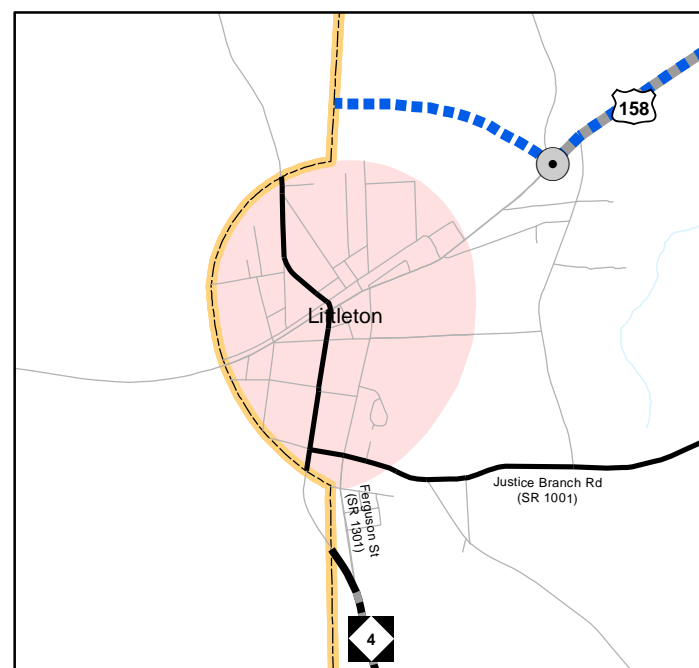 158
Littleton
Justice Branch Rd
(SR 1001)
Ferguson St
(SR 1301)
4